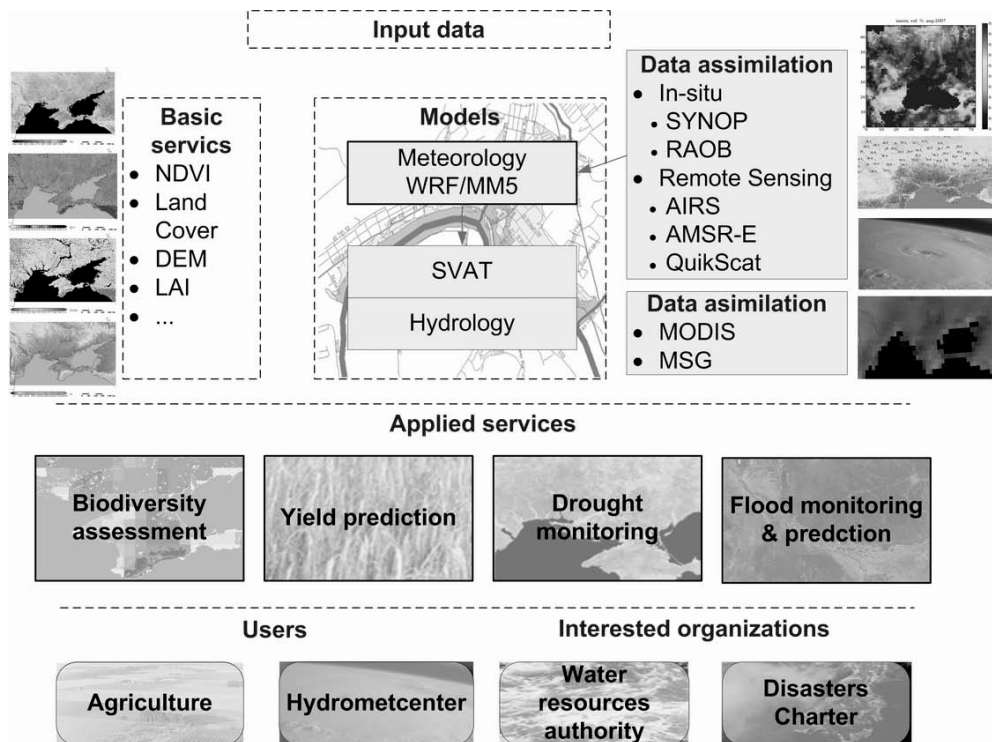 Input data
Basic
servics
• NDVI
• Land
Cover
• DEM
• LAI
• ...
Models
Meteorology
WRF/MM5
SVAT
Hydrology
Data assimilation
• In-situ
• SYNOP
• RAOB
• Remote Sensing
• AIRS
• AMSR-E
• QuikScat
Data asimilation
• MODIS
• MSG
Applied services
Biodiversity
assessment
Yield prediction
Drought
monitoring
Flood monitoring
& predction
Users
Interested organizations
Agriculture
Hydrometcenter
Water
resources
authority
Disasters
Charter